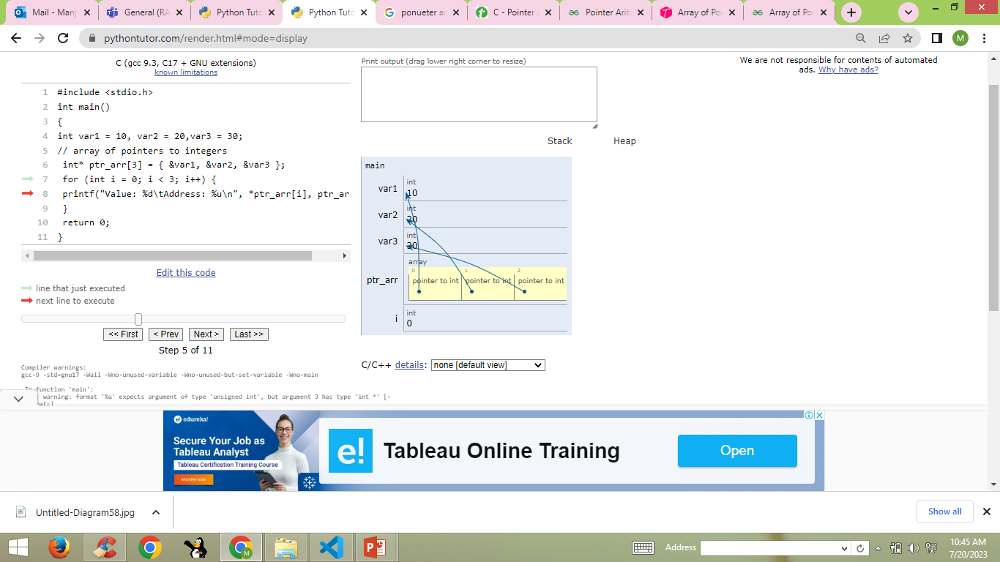 Mail - Manj
General (RA
Python Tuto
Python Tuto
ponueter ar
C - Pointer a
Pointer Arit
Array of Po
Array of Po
pythontutor.com/render.html#mode=display
M
C (gcc 9.3, C17 + GNU extensions)
known limitations
1 #include <stdio.h>
2 int main()
3 {
4 int var1 = 10, var2 = 20,var3 = 30;
5 // array of pointers to integers
6 int* ptr_arr[3] = { &var1, &var2, &var3 };
7 for (int i = 0; i < 3; i++) {
8 printf("Value: %d\tAddress: %u\n", *ptr_arr[i], ptr_arr
9 }
10 return 0;
11 }
Edit this code
line that just executed
next line to execute
<< First < Prev Next > Last >>
Step 5 of 11
Compiler warnings:
gcc-9 -std=gnu17 -Wall -Wno-unused-variable -Wno-unused-but-set-variable -Wno-main
In function 'main':
: warning: format '%u' expects argument of type 'unsigned int', but argument 3 has type 'int *' [-
Print output (drag lower right corner to resize)
Stack Heap
main
var1 int 10
var2 int 20
var3 int 30
ptr_arr array
0 1 2
pointer to int pointer to int pointer to int
i int 0
C/C++ details: none [default view]
We are not responsible for contents of automated
ads. Why have ads?
edureka!
Secure Your Job as
Tableau Analyst
Tableau Certification Training Course
REGISTER NOW
e!
Tableau Online Training
Open
Untitled-Diagram58.jpg
Show all
Address
10:45 AM
7/20/2023